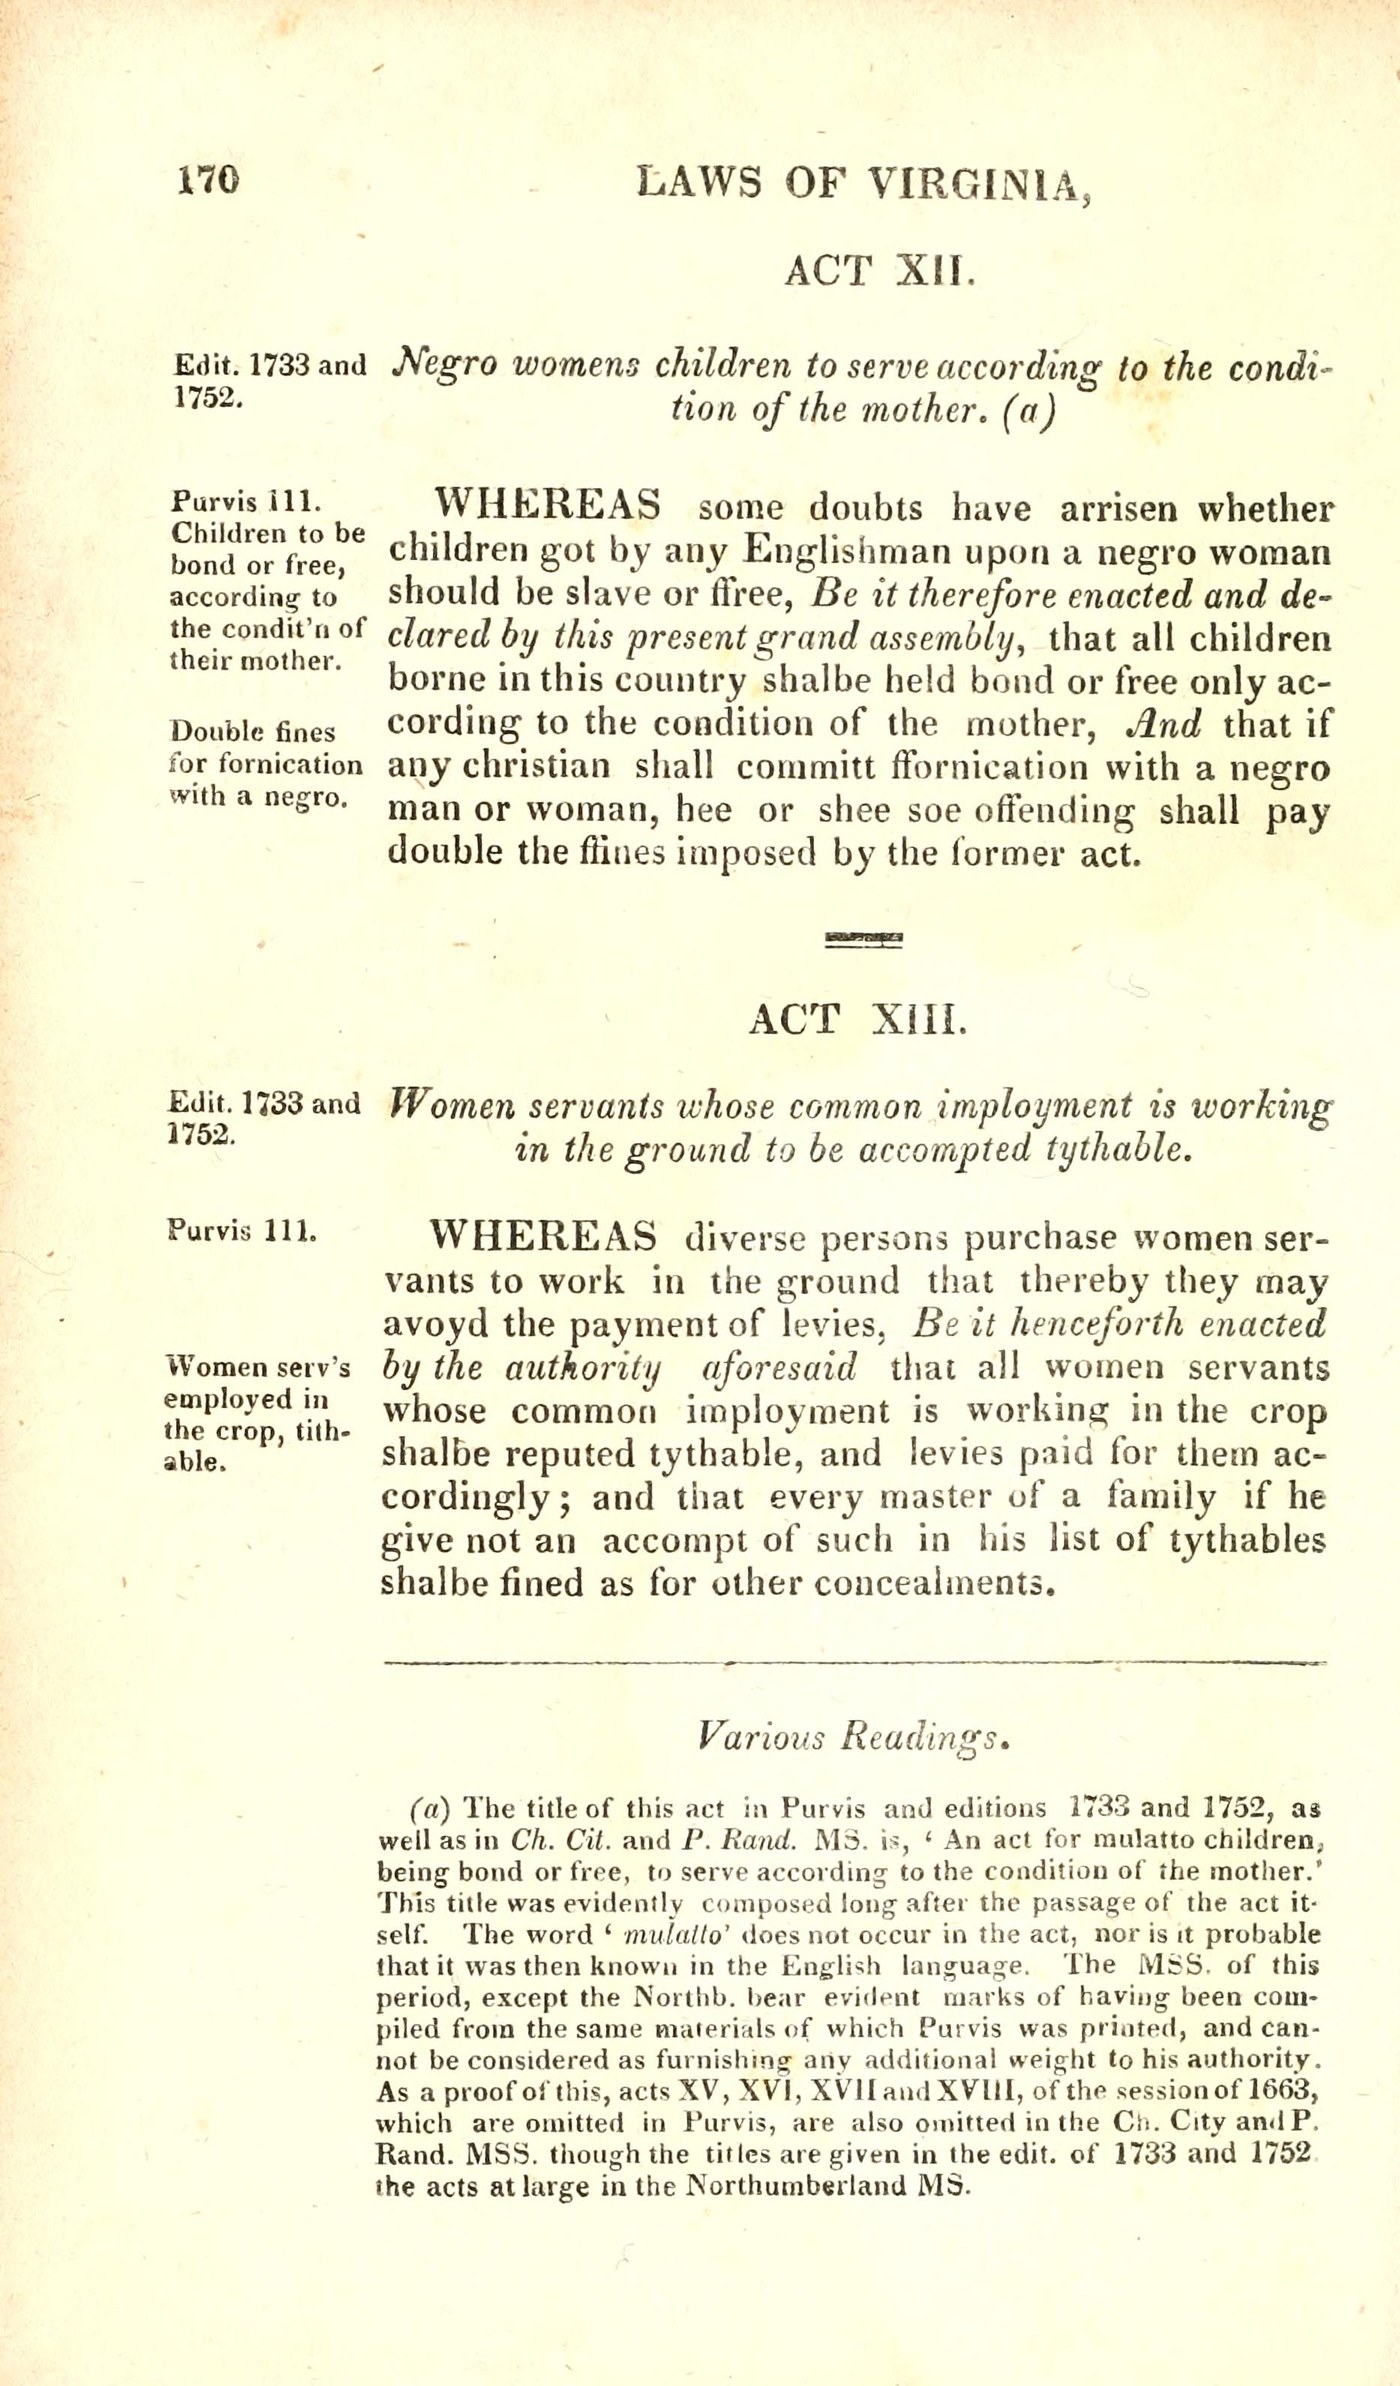 170 LAWS OF VIRGINIA,
ACT XII.
Edit. 1733 and
1752.
Negro womens children to serve according to the condi-
tion of the mother. (a)
Purvis 111.
Children to be
bond or free,
according to
the condit'n of
their mother.
Double fines
for fornication
with a negro.
WHEREAS some doubts have arrisen whether
children got by any Englishman upon a negro woman
should be slave or ffree, Be it therefore enacted and de-
clared by this present grand assembly, that all children
borne in this country shalbe held bond or free only ac-
cording to the condition of the mother, And that if
any christian shall committ ffornication with a negro
man or woman, hee or shee soe offending shall pay
double the ffines imposed by the former act.
ACT XIII.
Edit. 1733 and
1752.
Women servants whose common imployment is working
in the ground to be accompted tythable.
Purvis 111.
Women serv's
employed in
the crop, tith-
able.
WHEREAS diverse persons purchase women ser-
vants to work in the ground that thereby they may
avoyd the payment of levies, Be it henceforth enacted
by the authority aforesaid that all women servants
whose common imployment is working in the crop
shalbe reputed tythable, and levies paid for them ac-
cordingly; and that every master of a family if he
give not an accompt of such in his list of tythables
shalbe fined as for other concealments.
Various Readings.
(a) The title of this act in Purvis and editions 1733 and 1752, as
well as in Ch. Cit. and P. Rand. MS. is, ‘ An act for mulatto children,
being bond or free, to serve according to the condition of the mother.’
This title was evidently composed long after the passage of the act it-
self. The word ‘ mulatto’ does not occur in the act, nor is it probable
that it was then known in the English language. The MSS. of this
period, except the Northb. bear evident marks of having been com-
piled from the same materials of which Purvis was printed, and can-
not be considered as furnishing any additional weight to his authority.
As a proof of this, acts XV, XVI, XVII and XVIII, of the session of 1663,
which are omitted in Purvis, are also omitted in the Ch. City and P.
Rand. MSS. though the titles are given in the edit. of 1733 and 1752
the acts at large in the Northumberland MS.